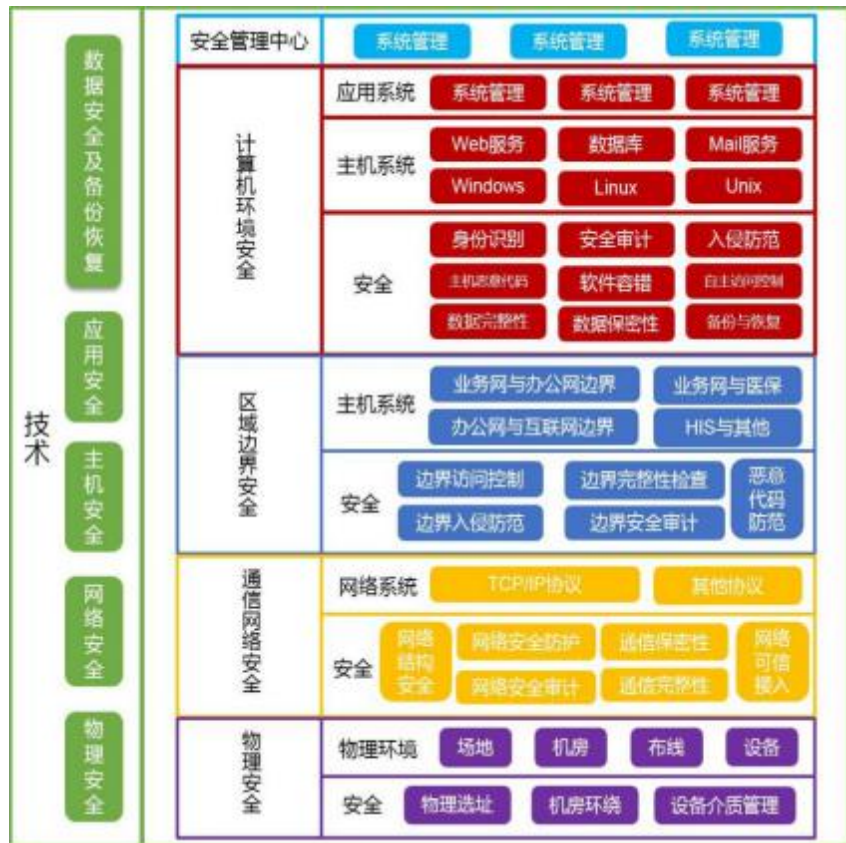 技术
数据安全及备份恢复
应用安全
主机安全
网络安全
物理安全
安全管理中心 系统管理 系统管理 系统管理
计算机环境安全
应用系统 系统管理 系统管理 系统管理
主机系统 Web服务 数据库 Mail服务
Windows Linux Unix
安全 身份识别 安全审计 入侵防范
主机恶意代码 软件容错 自主访问控制
数据完整性 数据保密性 备份与恢复
区域边界安全
主机系统 业务网与办公网边界 业务网与医保
办公网与互联网边界 HIS与其他
安全 边界访问控制 边界完整性检查 恶意代码防范
边界入侵防范 边界安全审计
通信网络安全
网络系统 TCP/IP协议 其他协议
安全 网络结构安全 网络安全防护 通信保密性 网络可信接入
网络安全审计 通信完整性
物理安全
物理环境 场地 机房 布线 设备
安全 物理选址 机房环绕 设备介质管理